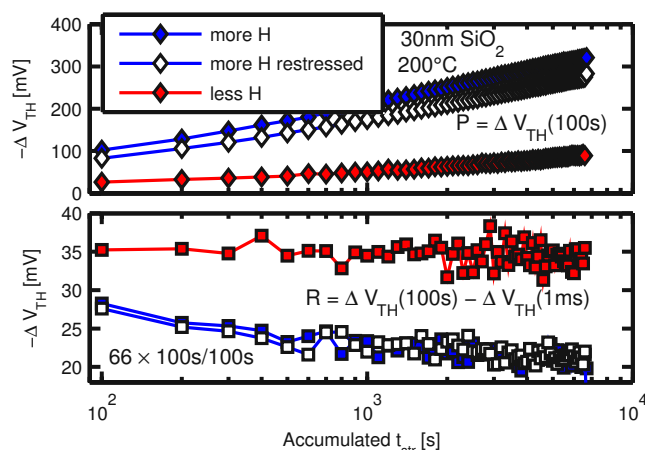 400
300
200
100
0
−Δ V_TH [mV]
more H
more H restressed
less H
30nm SiO₂
200°C
P = Δ V_TH(100s)
40
35
30
25
20
−Δ V_TH [mV]
R = Δ V_TH(100s) − Δ V_TH(1ms)
66 × 100s/100s
10² 10³ 10⁴
Accumulated t_str [s]